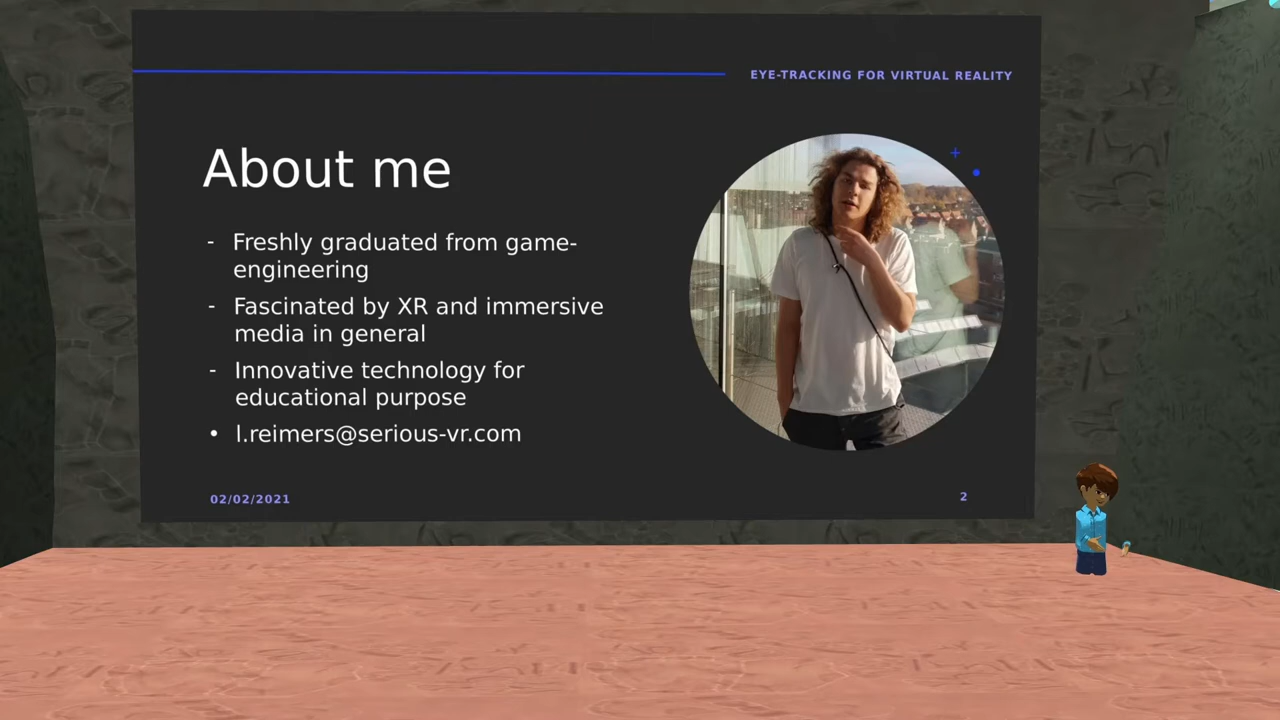 EYE-TRACKING FOR VIRTUAL REALITY
About me
- Freshly graduated from game-
engineering
- Fascinated by XR and immersive
media in general
- Innovative technology for
educational purpose
• l.reimers@serious-vr.com
02/02/2021
2